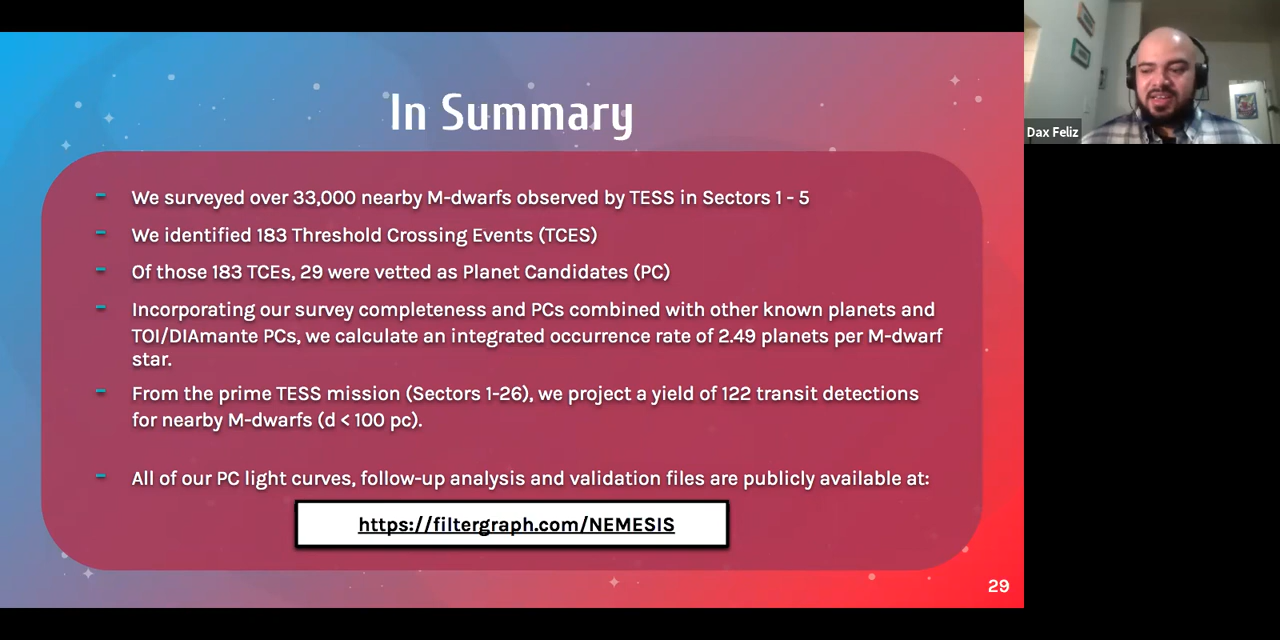 In Summary
- We surveyed over 33,000 nearby M-dwarfs observed by TESS in Sectors 1 - 5
- We identified 183 Threshold Crossing Events (TCES)
- Of those 183 TCEs, 29 were vetted as Planet Candidates (PC)
- Incorporating our survey completeness and PCs combined with other known planets and
TOI/DIAmante PCs, we calculate an integrated occurrence rate of 2.49 planets per M-dwarf
star.
- From the prime TESS mission (Sectors 1-26), we project a yield of 122 transit detections
for nearby M-dwarfs (d < 100 pc).
- All of our PC light curves, follow-up analysis and validation files are publicly available at:
https://filtergraph.com/NEMESIS
29
Dax Feliz